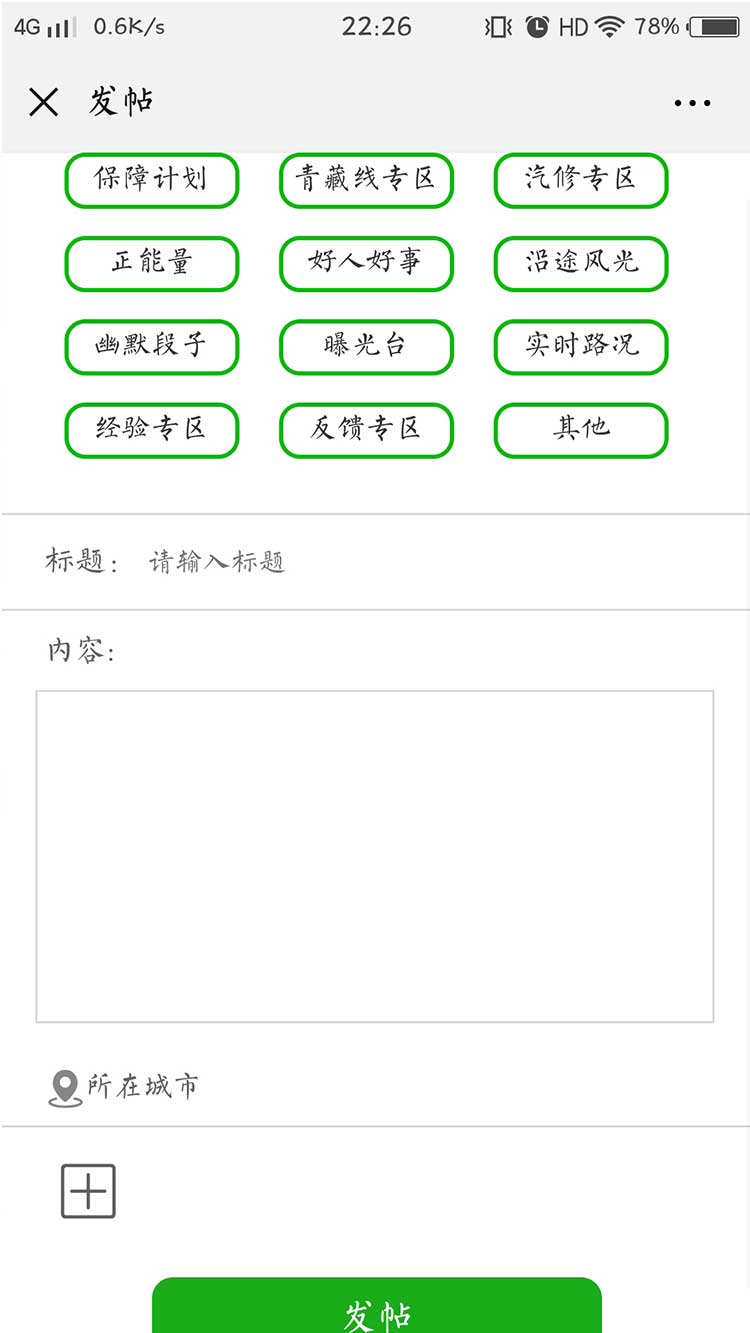 4G 0.6K/s 22:26 HD 78%
发帖
保障计划 青藏线专区 汽修专区
正能量 好人好事 沿途风光
幽默段子 曝光台 实时路况
经验专区 反馈专区 其他
标题： 请输入标题
内容：
所在城市
发帖